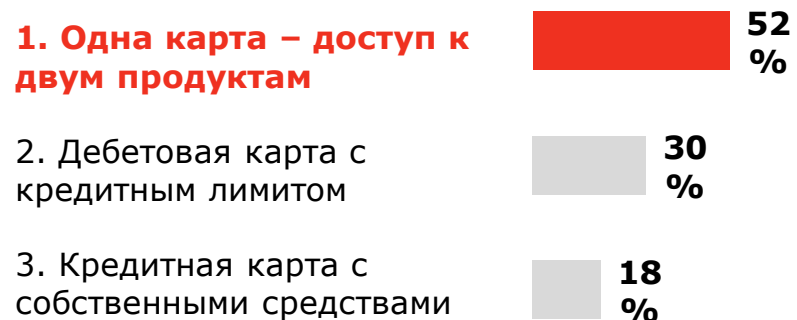 1. Одна карта – доступ к
двум продуктам
52
%
2. Дебетовая карта с
кредитным лимитом
30
%
3. Кредитная карта с
собственными средствами
18
%